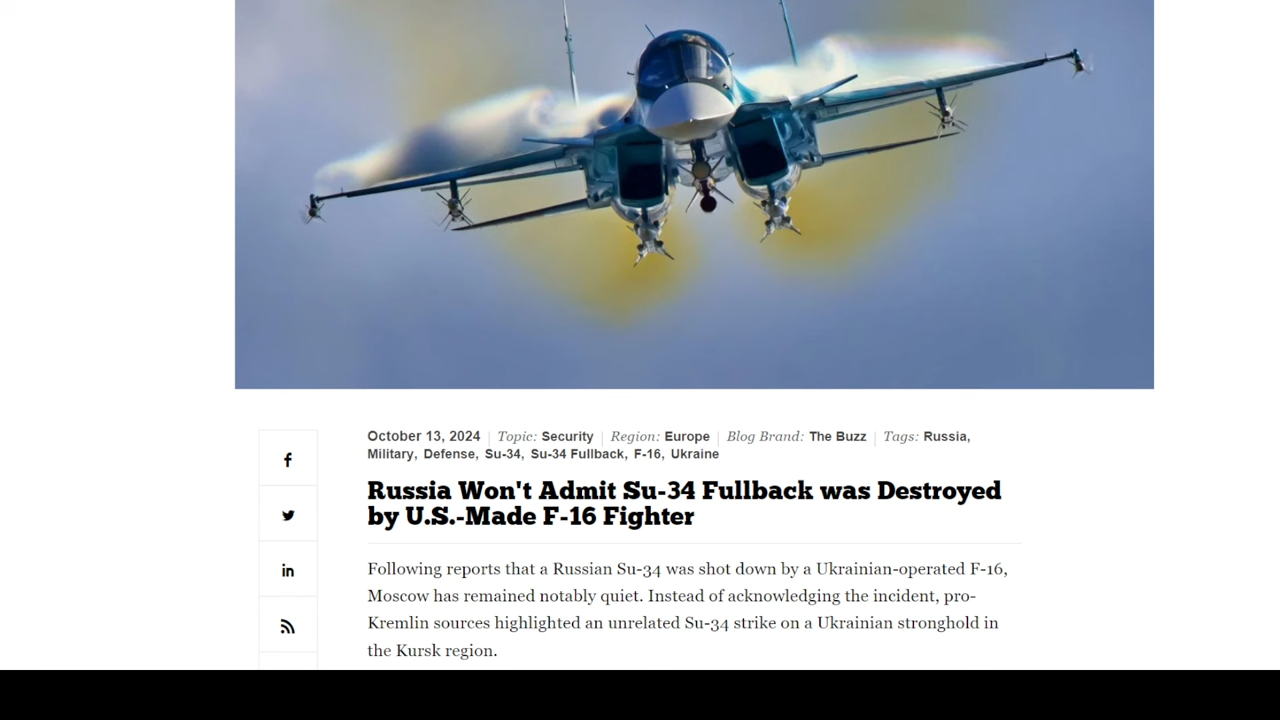 October 13, 2024 | Topic: Security | Region: Europe | Blog Brand: The Buzz | Tags: Russia,
Military, Defense, Su-34, Su-34 Fullback, F-16, Ukraine
Russia Won't Admit Su-34 Fullback was Destroyed
by U.S.-Made F-16 Fighter
Following reports that a Russian Su-34 was shot down by a Ukrainian-operated F-16,
Moscow has remained notably quiet. Instead of acknowledging the incident, pro-
Kremlin sources highlighted an unrelated Su-34 strike on a Ukrainian stronghold in
the Kursk region.